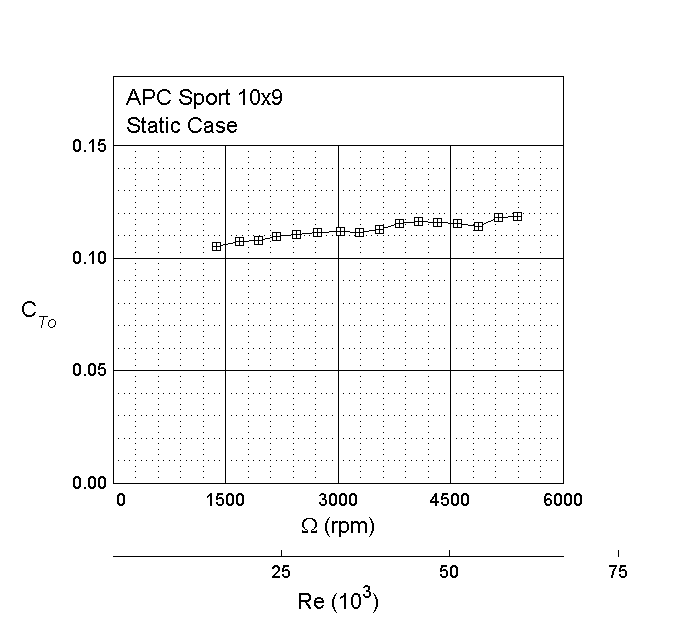 APC Sport 10x9
Static Case
0.15
0.10
C_To
0.05
0.00
0 1500 3000 4500 6000
Ω (rpm)
25 50 75
Re (10³)